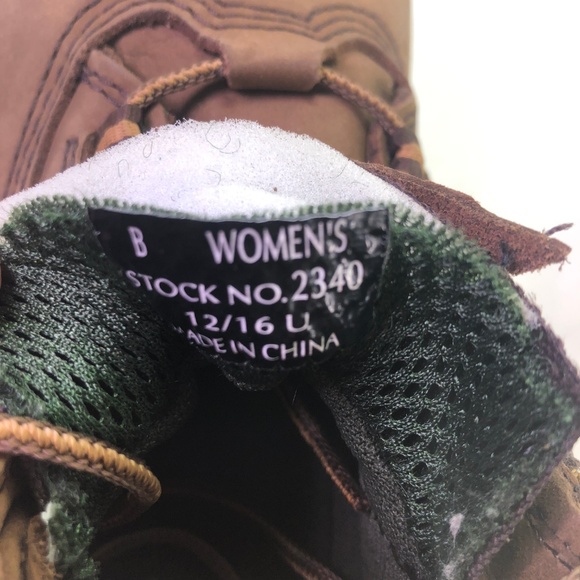 B WOMEN'S
STOCK NO.2340
12/16 U
MADE IN CHINA